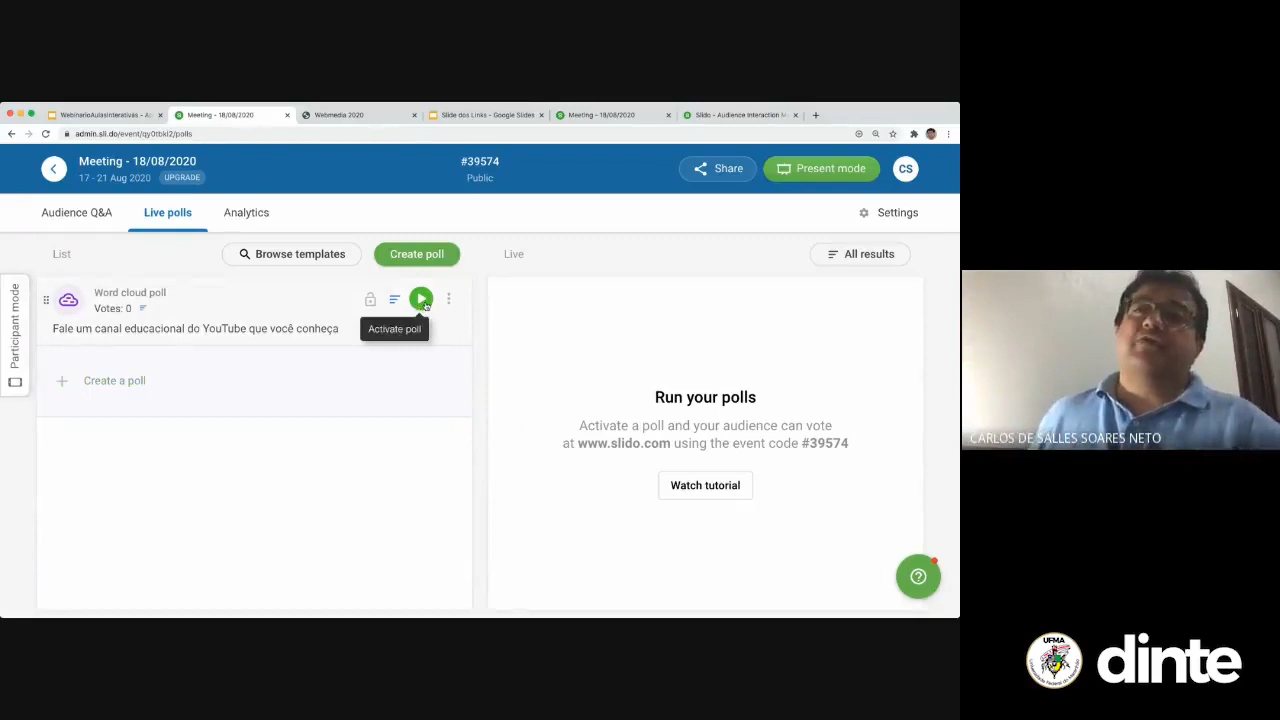 WebinarioAulasInterativas - A
Meeting - 18/08/2020
Webmedia 2020
Slide dos Links - Google Slides
Meeting - 18/08/2020
Slido - Audience Interaction M
admin.sli.do/event/qy0tbkl2/polls
Meeting - 18/08/2020
17 - 21 Aug 2020 UPGRADE
#39574
Public
Share
Present mode
CS
Audience Q&A
Live polls
Analytics
Settings
List
Browse templates
Create poll
Live
All results
Participant mode
Word cloud poll
Votes: 0
Activate poll
Fale um canal educacional do YouTube que você conheça
Create a poll
Run your polls
Activate a poll and your audience can vote
at www.slido.com using the event code #39574
Watch tutorial
CARLOS DE SALLES SOARES NETO
UFMA
dinte